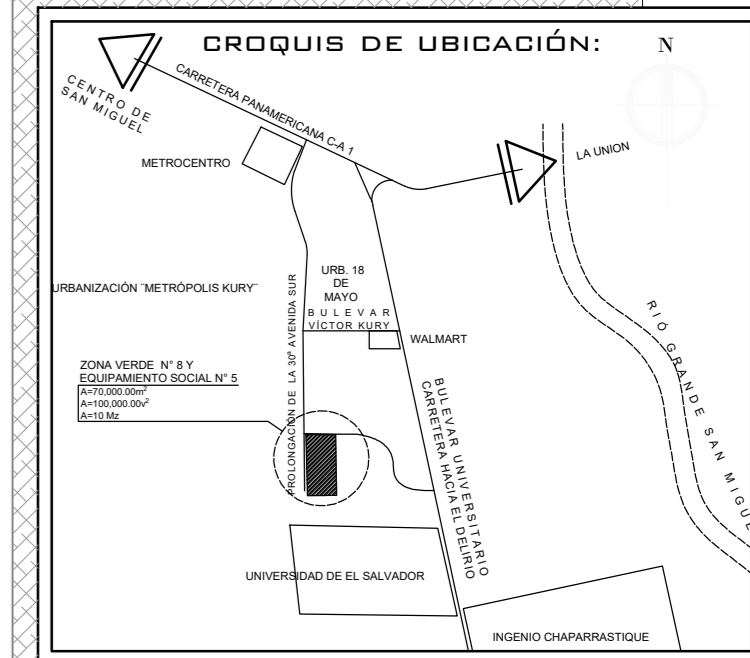 CROQUIS DE UBICACIÓN:
N
CENTRO DE
SAN MIGUEL
CARRETERA PANAMERICANA C-A 1
METROCENTRO
LA UNION
URBANIZACIÓN ¨METRÓPOLIS KURY¨
URB. 18
DE
MAYO
BULEVAR
VÍCTOR KURY
WALMART
PROLONGACIÓN DE LA 30ª AVENIDA SUR
ZONA VERDE N° 8 Y
EQUIPAMIENTO SOCIAL N° 5
A=70,000.00m²
A=100,000.00v²
A=10 Mz
BULEVAR UNIVERSITARIO
CARRETERA HACIA EL DELIRIO
RIÓ GRANDE SAN MIGUE
UNIVERSIDAD DE EL SALVADOR
INGENIO CHAPARRASTIQUE